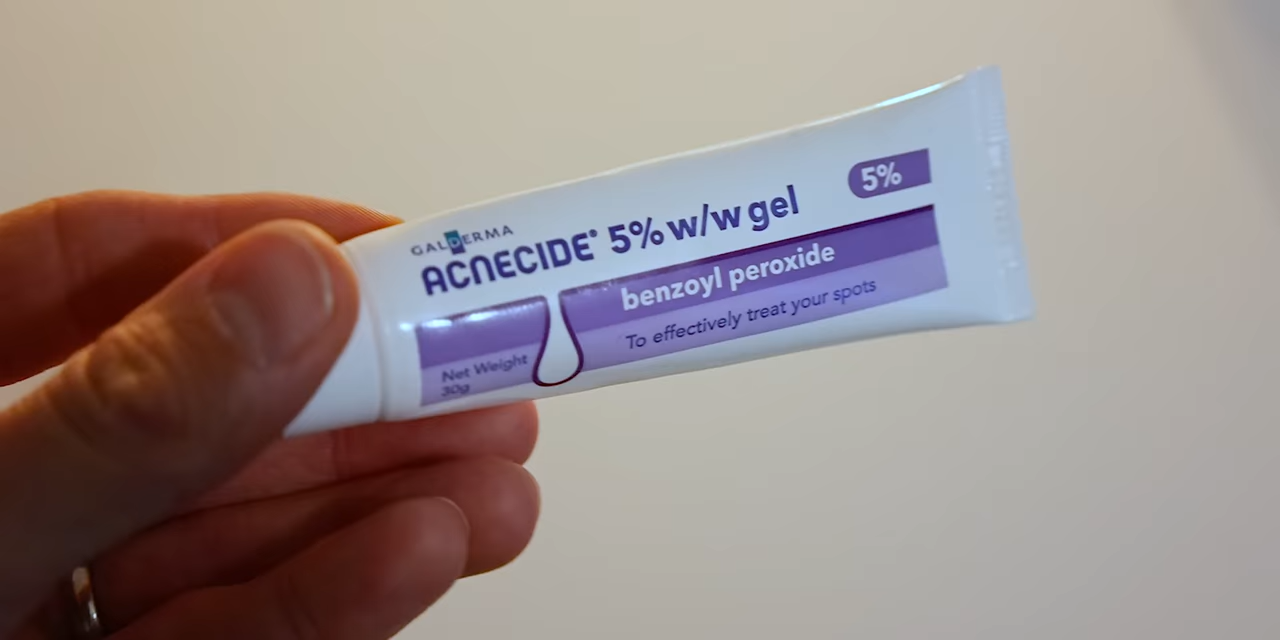 GALDERMA
ACNECIDE® 5% w/w gel
5%
benzoyl peroxide
To effectively treat your spots
Net Weight
30g